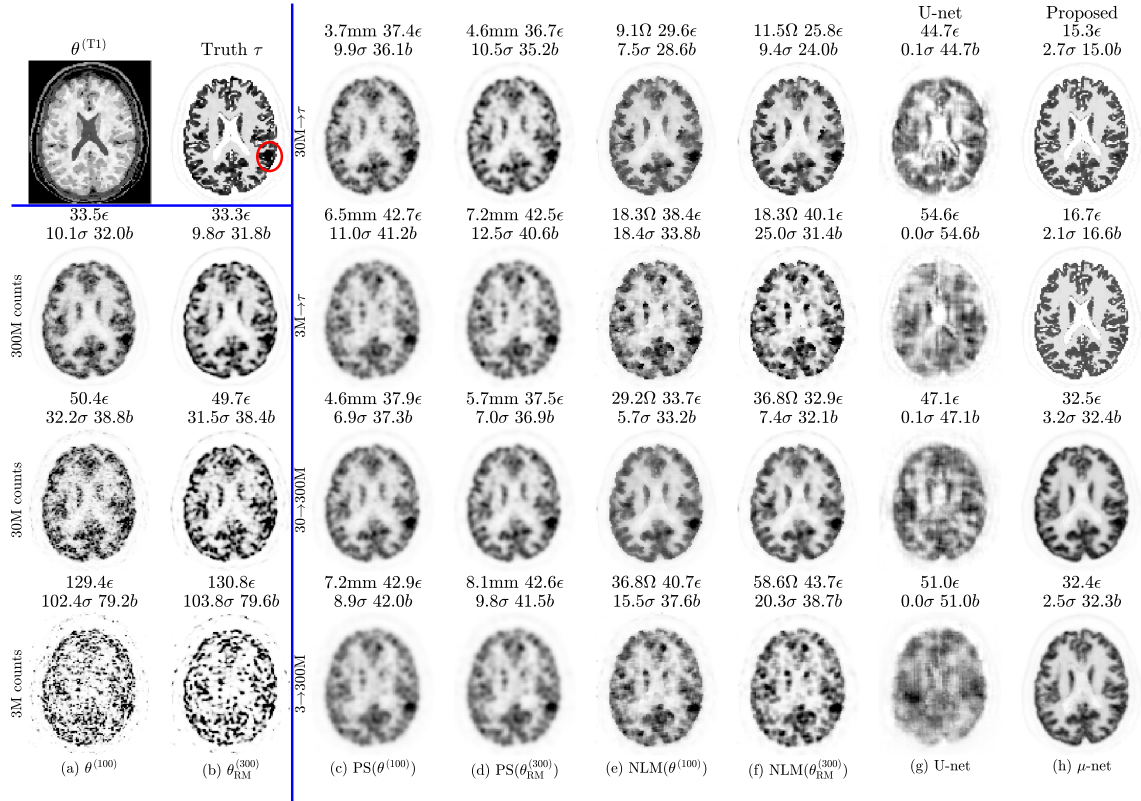 θ^(T1)
Truth τ
3.7mm 37.4ϵ
9.9σ 36.1b
4.6mm 36.7ϵ
10.5σ 35.2b
9.1Ω 29.6ϵ
7.5σ 28.6b
11.5Ω 25.8ϵ
9.4σ 24.0b
U-net
44.7ϵ
0.1σ 44.7b
Proposed
15.3ϵ
2.7σ 15.0b
30M→τ
33.5ϵ
10.1σ 32.0b
33.3ϵ
9.8σ 31.8b
6.5mm 42.7ϵ
11.0σ 41.2b
7.2mm 42.5ϵ
12.5σ 40.6b
18.3Ω 38.4ϵ
18.4σ 33.8b
18.3Ω 40.1ϵ
25.0σ 31.4b
54.6ϵ
0.0σ 54.6b
16.7ϵ
2.1σ 16.6b
300M counts
3M→τ
50.4ϵ
32.2σ 38.8b
49.7ϵ
31.5σ 38.4b
4.6mm 37.9ϵ
6.9σ 37.3b
5.7mm 37.5ϵ
7.0σ 36.9b
29.2Ω 33.7ϵ
5.7σ 33.2b
36.8Ω 32.9ϵ
7.4σ 32.1b
47.1ϵ
0.1σ 47.1b
32.5ϵ
3.2σ 32.4b
30M counts
30→300M
129.4ϵ
102.4σ 79.2b
130.8ϵ
103.8σ 79.6b
7.2mm 42.9ϵ
8.9σ 42.0b
8.1mm 42.6ϵ
9.8σ 41.5b
36.8Ω 40.7ϵ
15.5σ 37.6b
58.6Ω 43.7ϵ
20.3σ 38.7b
51.0ϵ
0.0σ 51.0b
32.4ϵ
2.5σ 32.3b
3M counts
3→300M
(a) θ^(100)
(b) θ_RM^(300)
(c) PS(θ^(100))
(d) PS(θ_RM^(300))
(e) NLM(θ^(100))
(f) NLM(θ_RM^(300))
(g) U-net
(h) μ-net